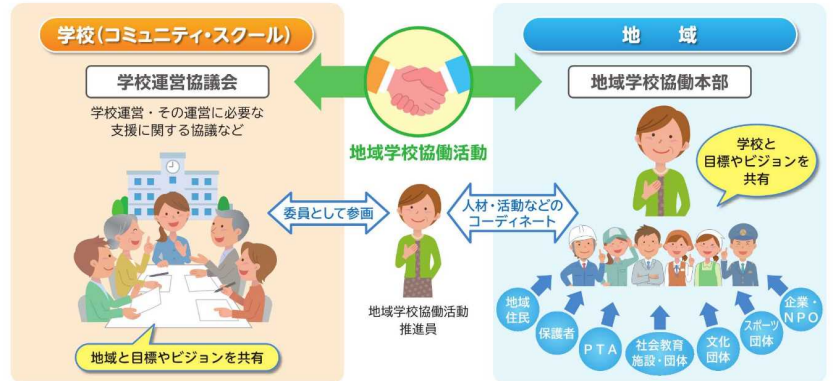 学校(コミュニティ・スクール)
学校運営協議会
学校運営・その運営に必要な
支援に関する協議など
地域と目標やビジョンを共有
地域学校協働活動
委員として参画
人材・活動などの
コーディネート
地域学校協働活動
推進員
地域
地域学校協働本部
学校と
目標やビジョンを
共有
地域
住民
保護者
PTA
社会教育
施設・団体
文化
団体
スポーツ
団体
企業・
NPO